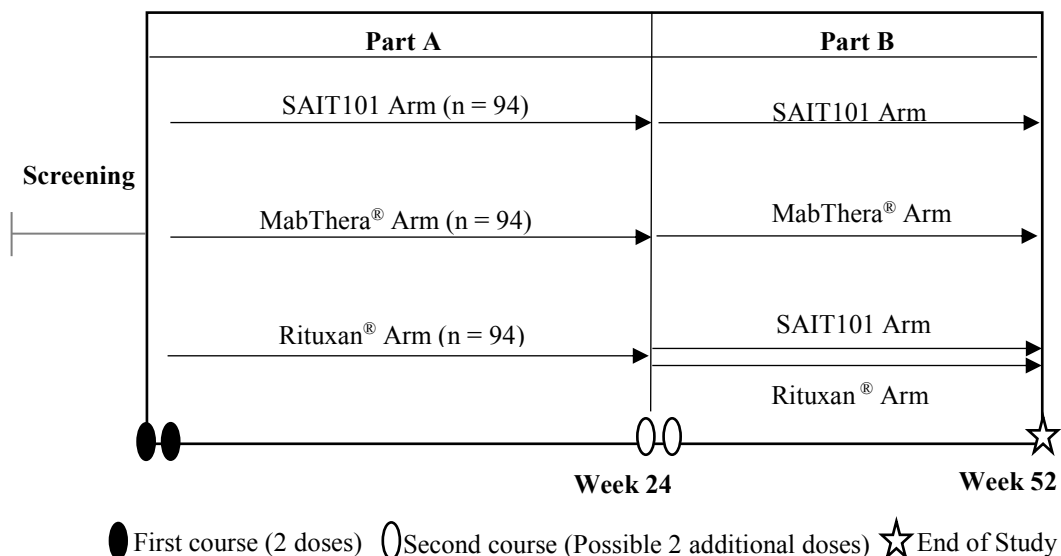 Part A
Part B
SAIT101 Arm (n = 94)
SAIT101 Arm
Screening
MabThera® Arm (n = 94)
MabThera® Arm
Rituxan® Arm (n = 94)
SAIT101 Arm
Rituxan ® Arm
Week 24
Week 52
First course (2 doses)
Second course (Possible 2 additional doses)
End of Study